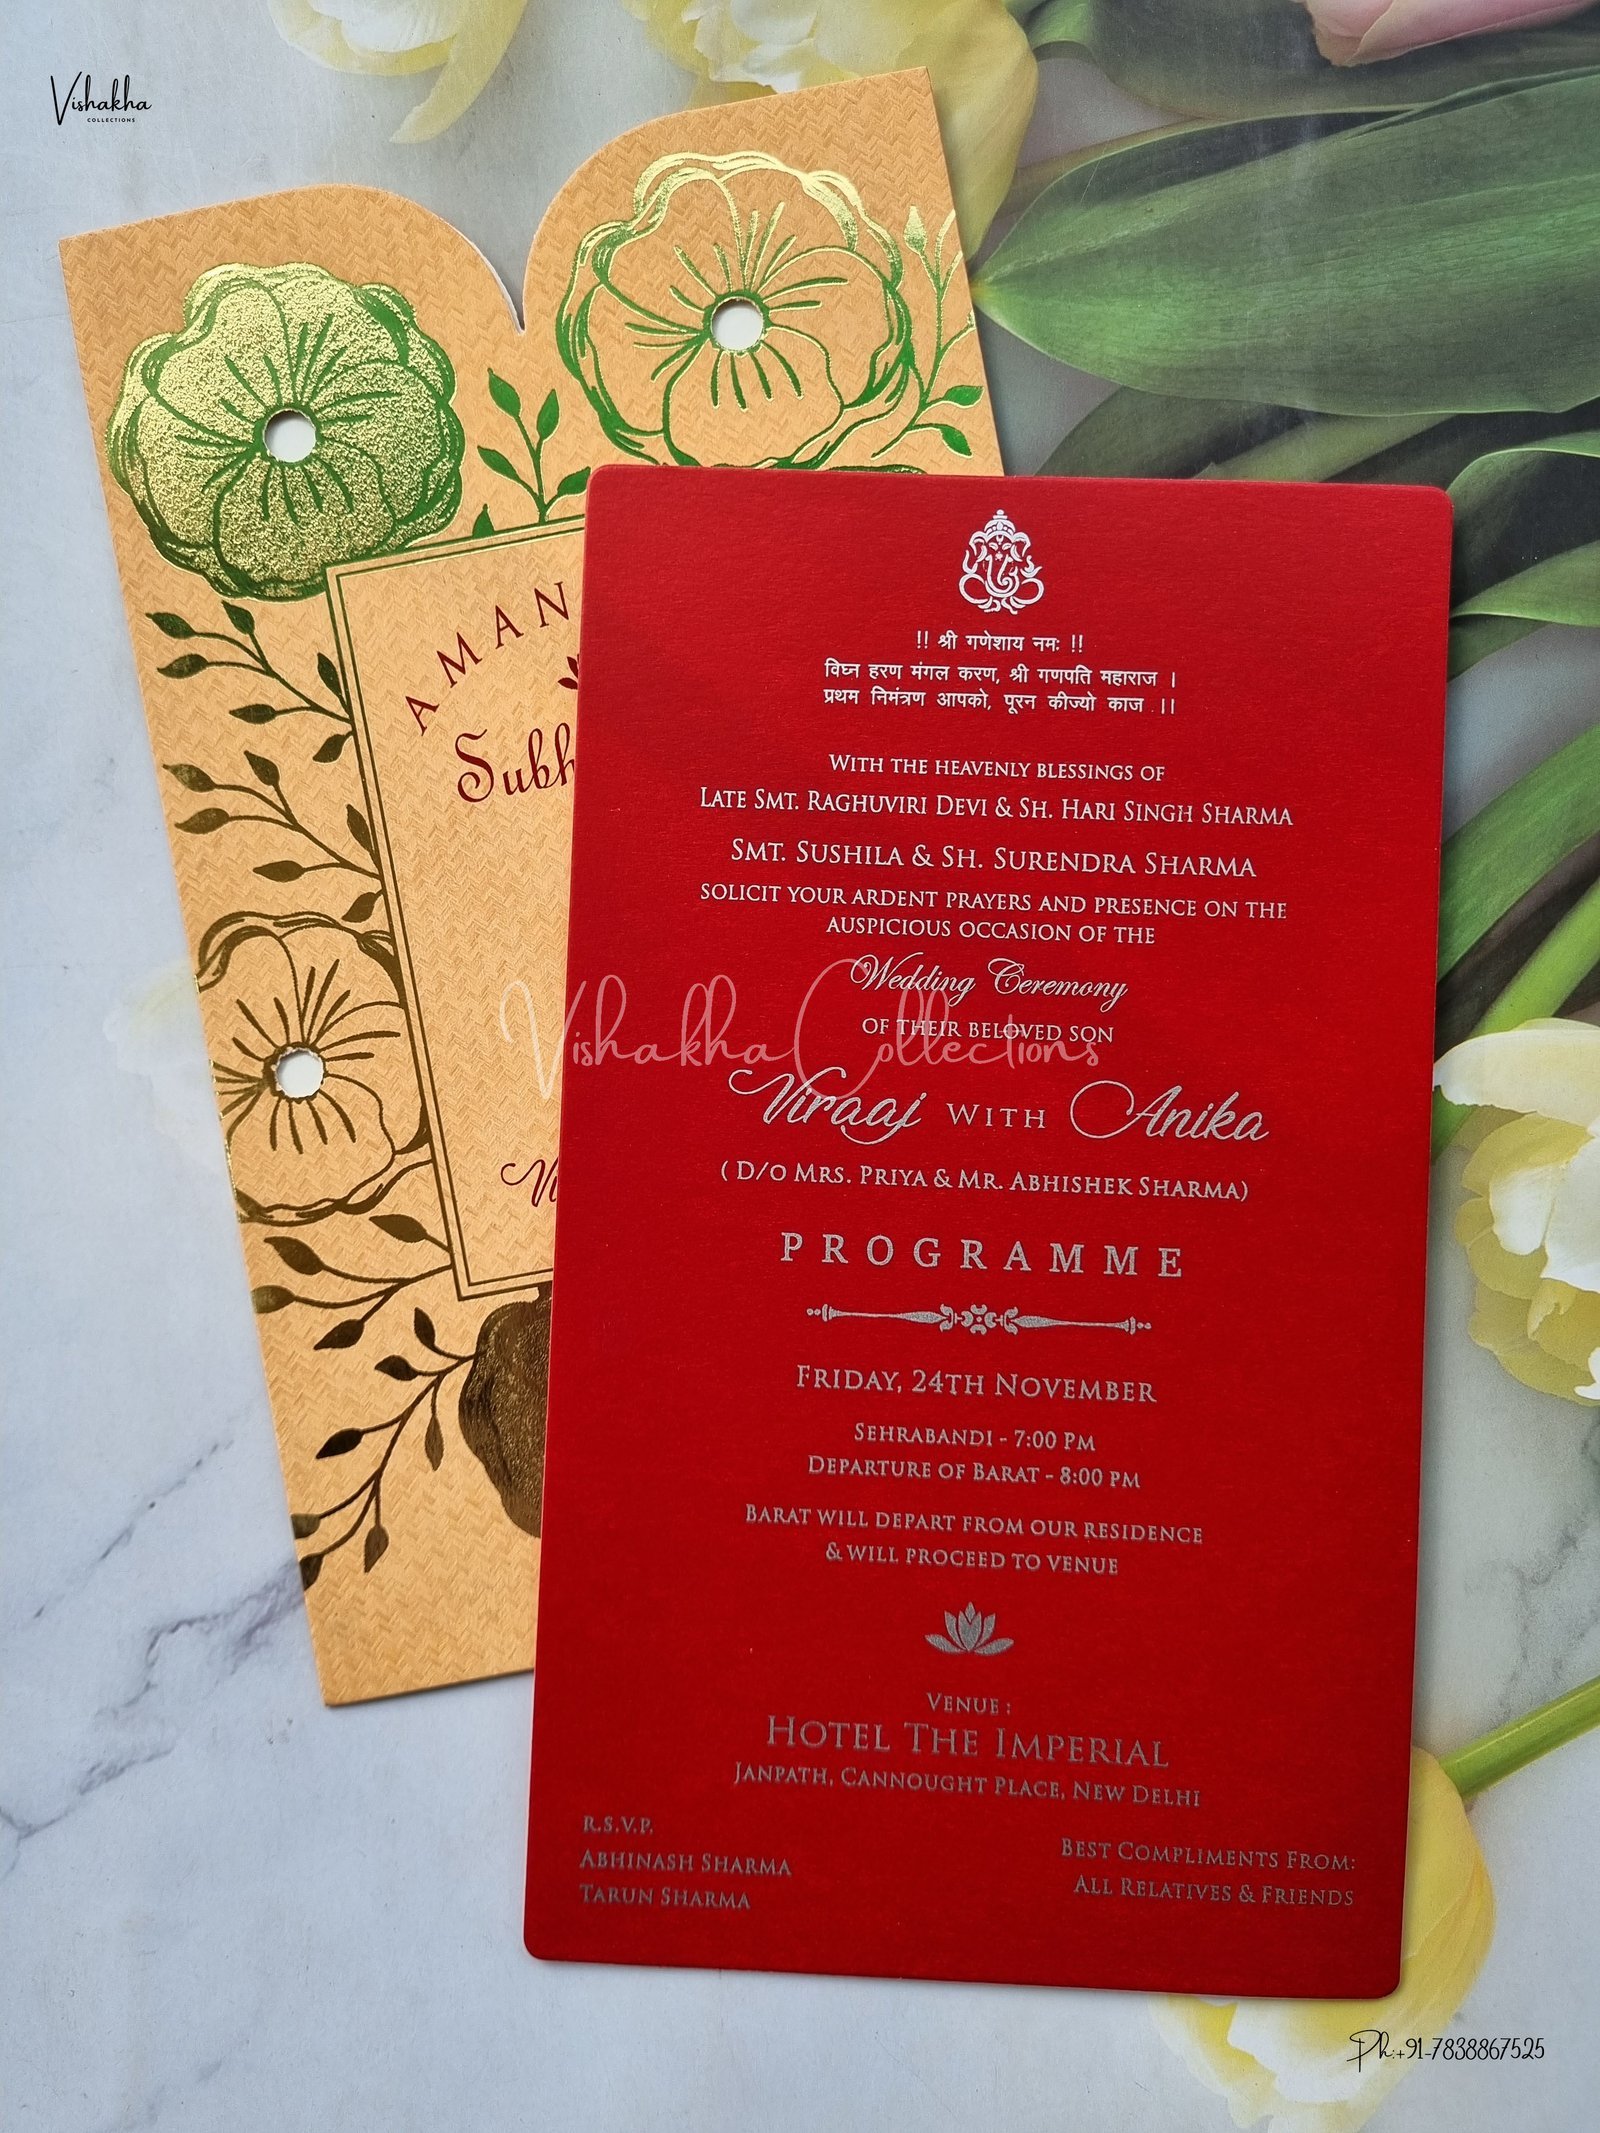 Vishakha
COLLECTIONS
AMAN
Subh
!! श्री गणेशाय नमः !!
विघ्न हरण मंगल करण, श्री गणपति महाराज ।
प्रथम निमंत्रण आपको, पूरन कीज्यो काज ।।
WITH THE HEAVENLY BLESSINGS OF
LATE SMT. RAGHUVIRI DEVI & SH. HARI SINGH SHARMA
SMT. SUSHILA & SH. SURENDRA SHARMA
SOLICIT YOUR ARDENT PRAYERS AND PRESENCE ON THE
AUSPICIOUS OCCASION OF THE
Wedding Ceremony
Vishakha Collections
OF THEIR BELOVED SON
Viraaj WITH Anika
( D/O MRS. PRIYA & MR. ABHISHEK SHARMA)
PROGRAMME
FRIDAY, 24TH NOVEMBER
SEHRABANDI - 7:00 PM
DEPARTURE OF BARAT - 8:00 PM
BARAT WILL DEPART FROM OUR RESIDENCE
& WILL PROCEED TO VENUE
VENUE :
HOTEL THE IMPERIAL
JANPATH, CANNOUGHT PLACE, NEW DELHI
R.S.V.P.
ABHINASH SHARMA
TARUN SHARMA
BEST COMPLIMENTS FROM:
ALL RELATIVES & FRIENDS
Ph:+91-7838867525